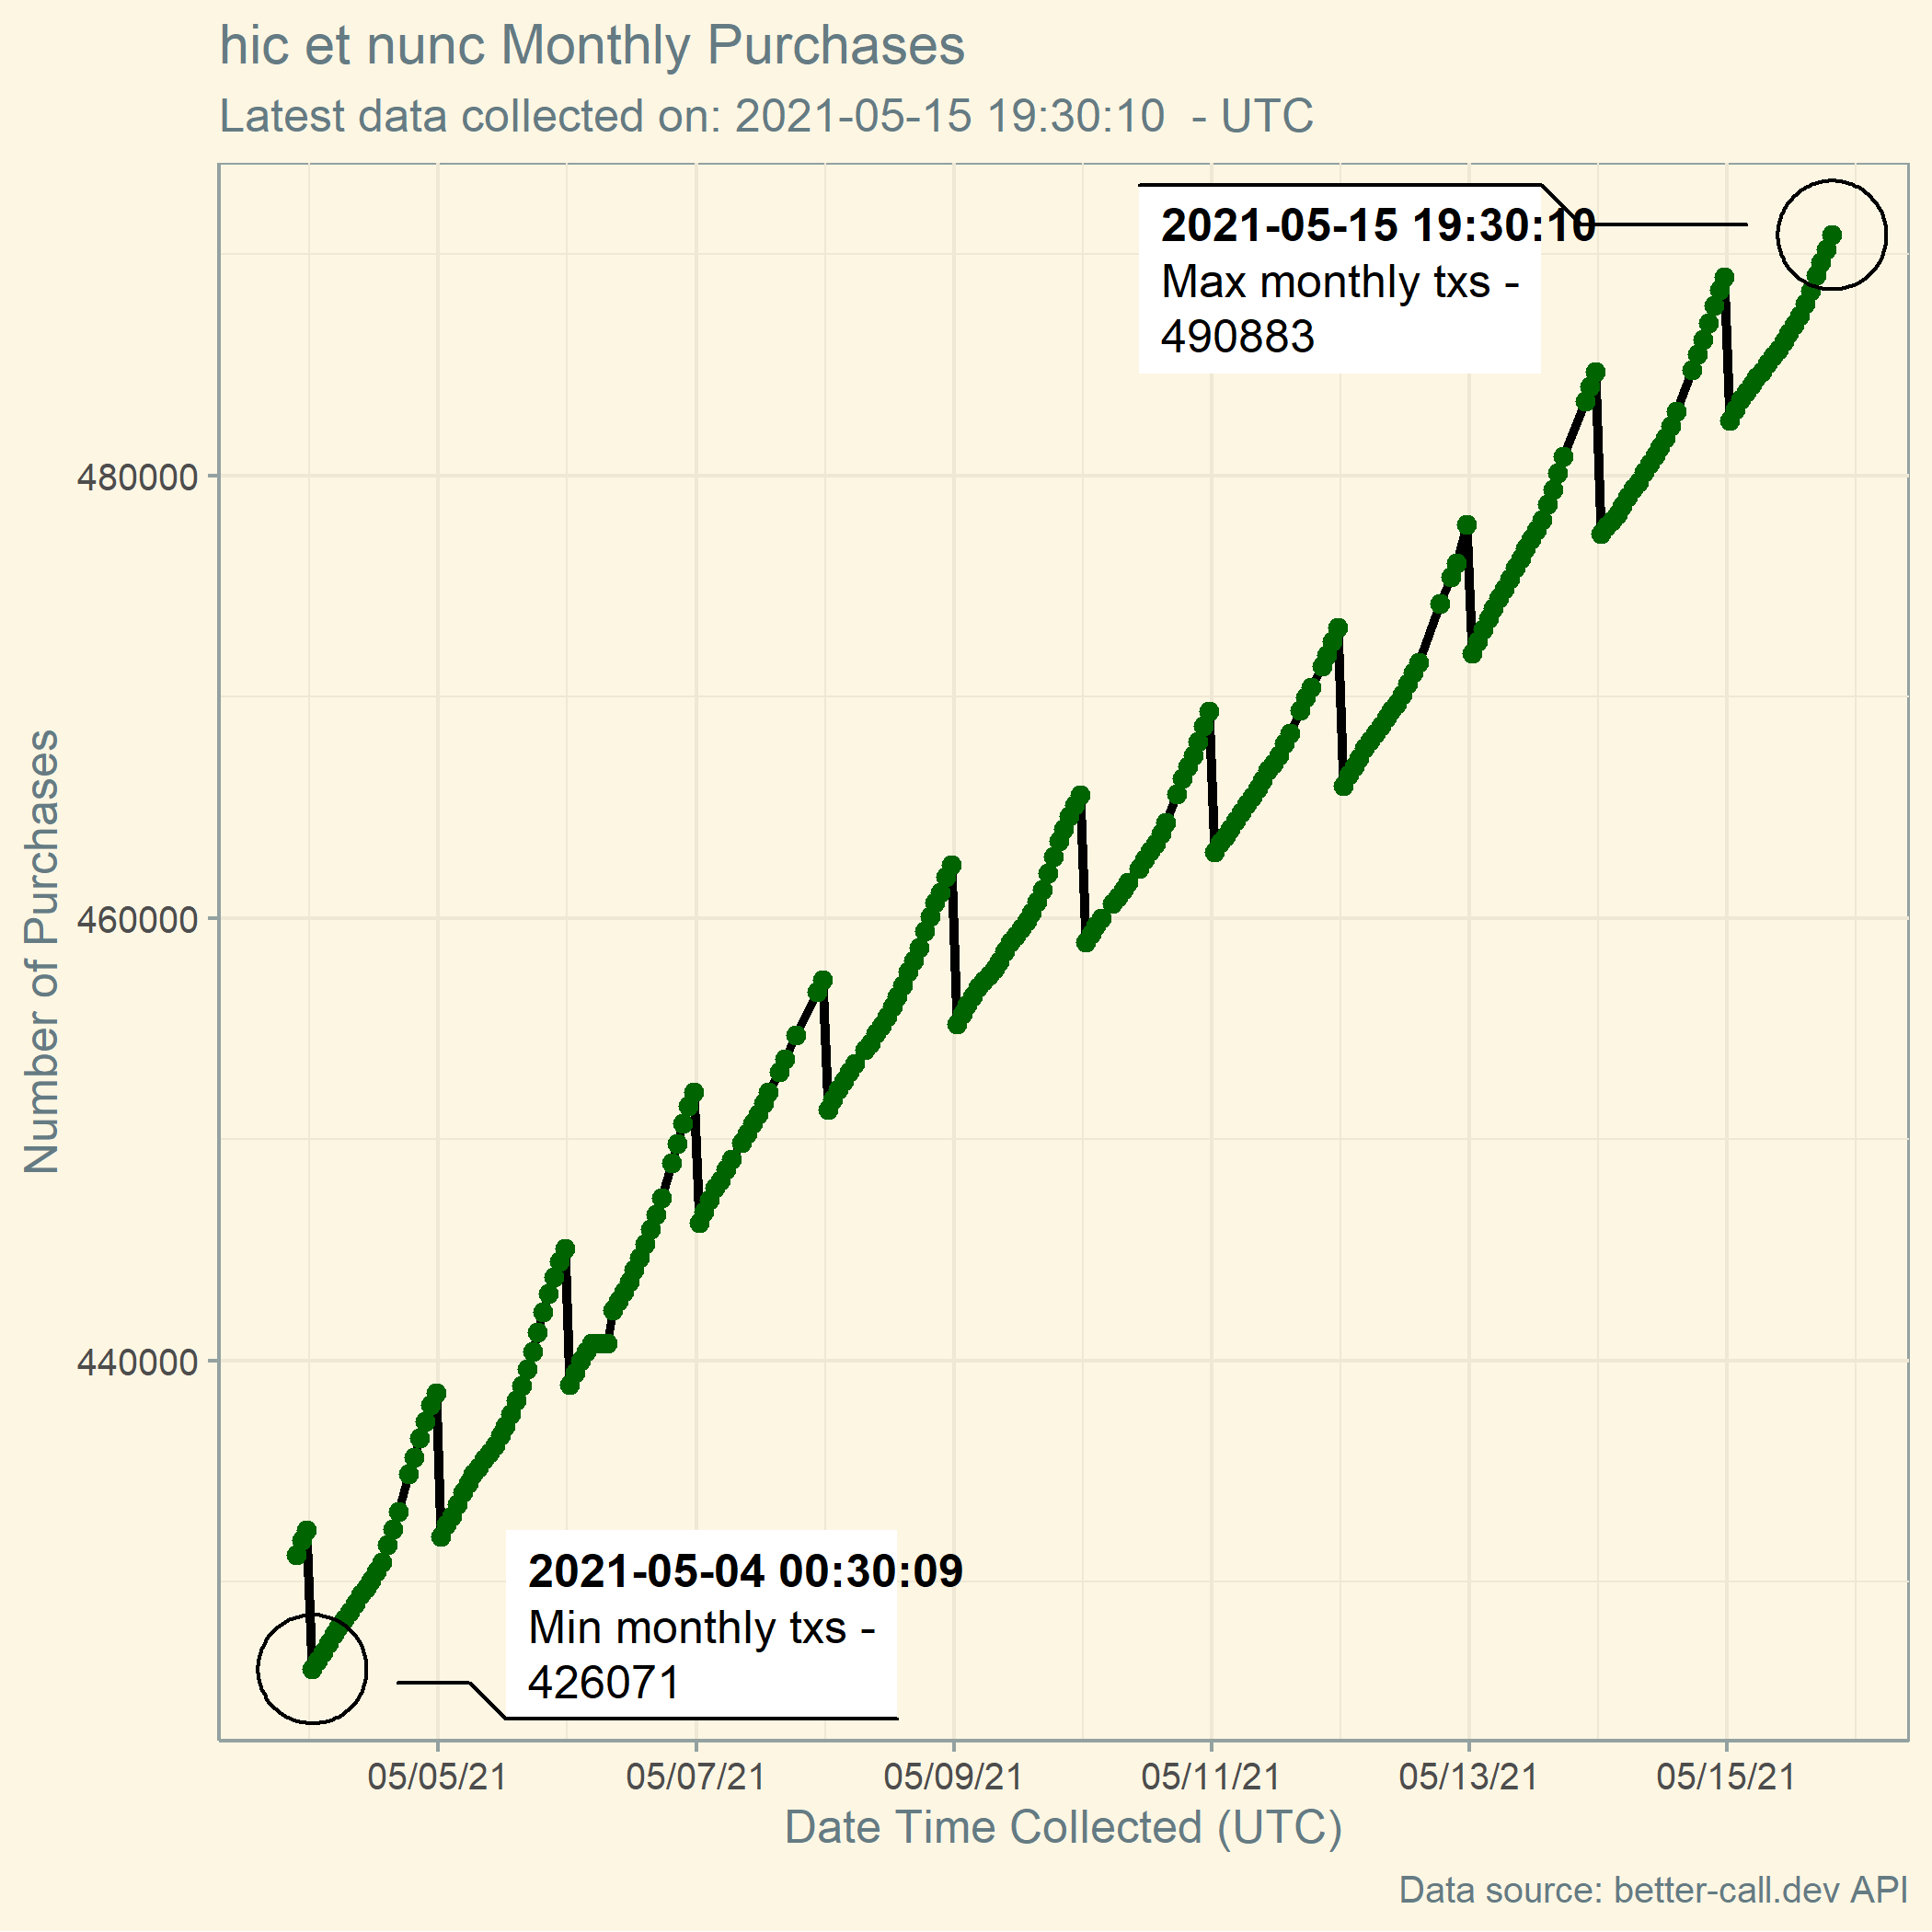 hic et nunc Monthly Purchases
Latest data collected on: 2021-05-15 19:30:10  - UTC
2021-05-15 19:30:10
Max monthly txs -
490883
480000
460000
440000
Number of Purchases
2021-05-04 00:30:09
Min monthly txs -
426071
05/05/21 05/07/21 05/09/21 05/11/21 05/13/21 05/15/21
Date Time Collected (UTC)
Data source: better-call.dev API